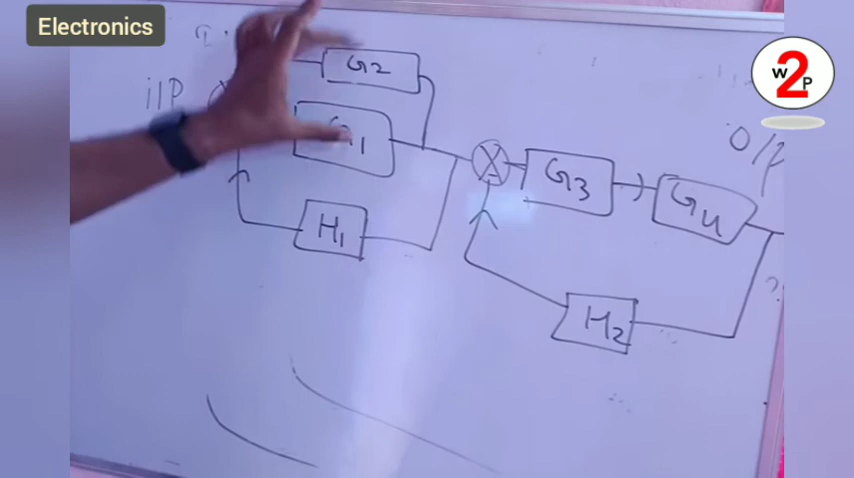 Electronics
W2P
G2
i/P
G1
O/P
G3
G4
H1
H2